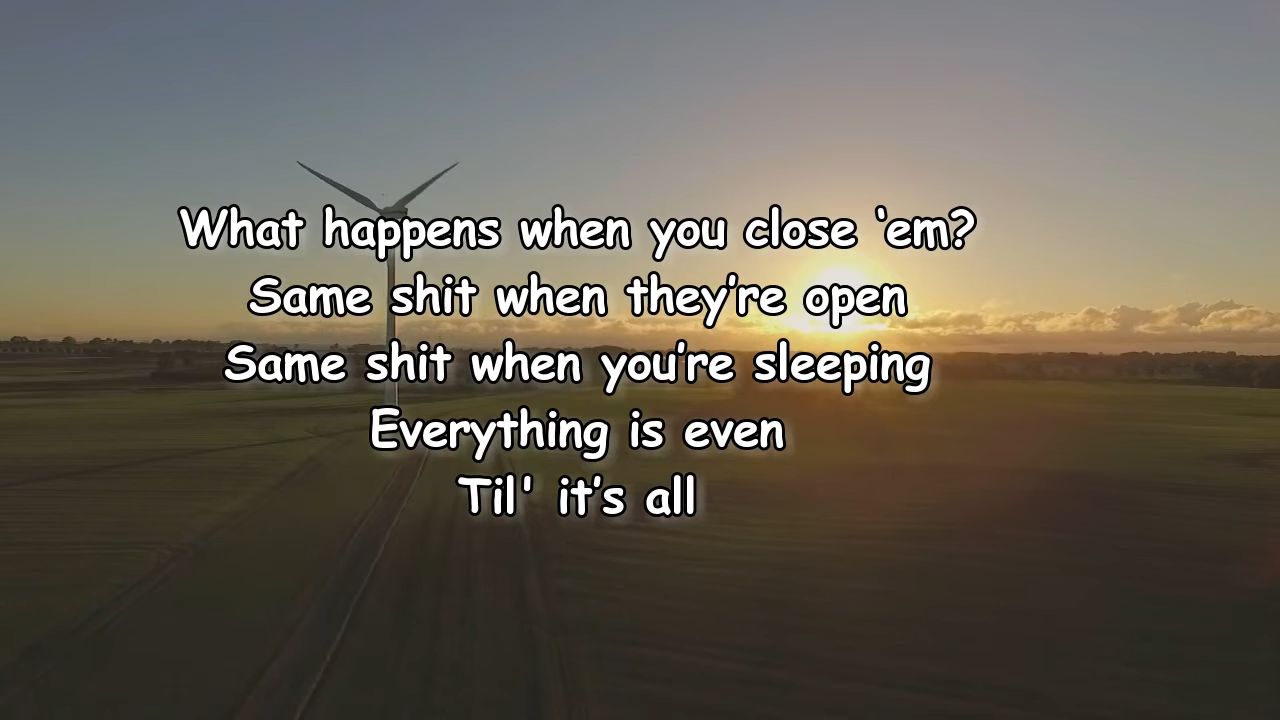 What happens when you close ‘em?
Same shit when they’re open
Same shit when you’re sleeping
Everything is even
Til' it’s all